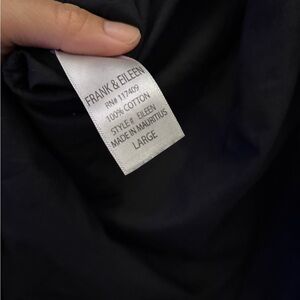 FRANK & EILEEN
RN# 117409
100% COTTON
STYLE # EILEEN
MADE IN MAURITIUS
LARGE